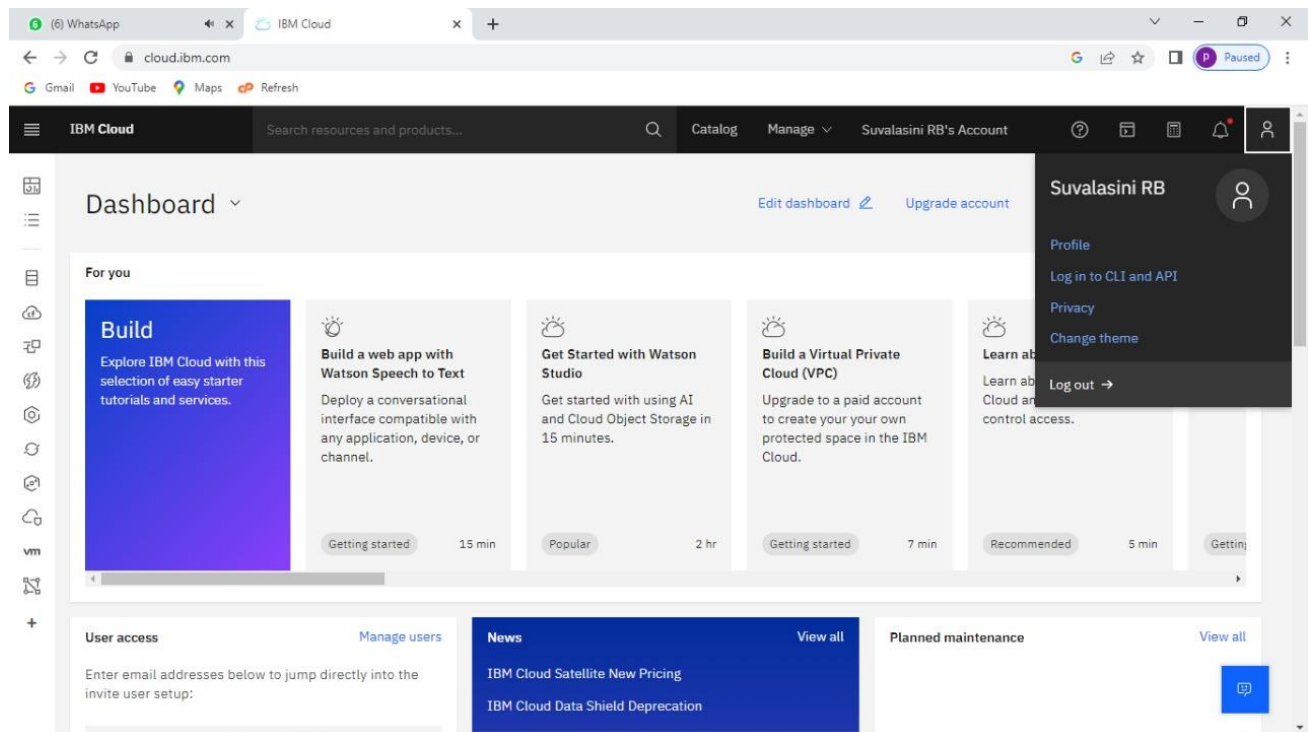 (6) WhatsApp
IBM Cloud
cloud.ibm.com
Paused
Gmail
YouTube
Maps
Refresh
IBM Cloud
Search resources and products...
Catalog
Manage
Suvalasini RB's Account
Suvalasini RB
Profile
Log in to CLI and API
Privacy
Change theme
Log out →
Dashboard
Edit dashboard
Upgrade account
For you
Build
Explore IBM Cloud with this
selection of easy starter
tutorials and services.
Build a web app with
Watson Speech to Text
Deploy a conversational
interface compatible with
any application, device, or
channel.
Getting started
15 min
Get Started with Watson
Studio
Get started with using AI
and Cloud Object Storage in
15 minutes.
Popular
2 hr
Build a Virtual Private
Cloud (VPC)
Upgrade to a paid account
to create your your own
protected space in the IBM
Cloud.
Getting started
7 min
Learn ab
Learn ab
Cloud an
control access.
Recommended
5 min
Getting
vm
User access
Manage users
Enter email addresses below to jump directly into the
invite user setup:
News
View all
IBM Cloud Satellite New Pricing
IBM Cloud Data Shield Deprecation
Planned maintenance
View all